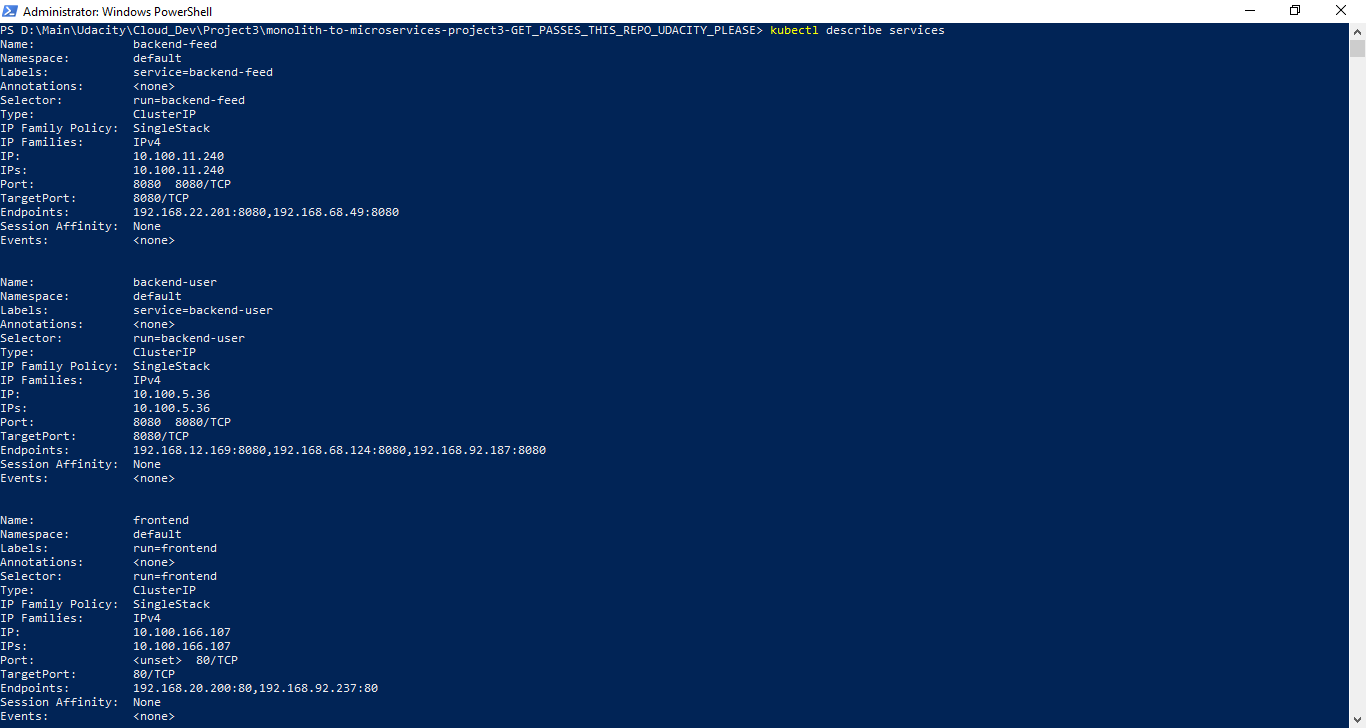 Administrator: Windows PowerShell
PS D:\Main\Udacity\Cloud_Dev\Project3\monolith-to-microservices-project3-GET_PASSES_THIS_REPO_UDACITY_PLEASE> kubectl describe services
Name:              backend-feed
Namespace:         default
Labels:            service=backend-feed
Annotations:       <none>
Selector:          run=backend-feed
Type:              ClusterIP
IP Family Policy:  SingleStack
IP Families:       IPv4
IP:                10.100.11.240
IPs:               10.100.11.240
Port:              8080  8080/TCP
TargetPort:        8080/TCP
Endpoints:         192.168.22.201:8080,192.168.68.49:8080
Session Affinity:  None
Events:            <none>
Name:              backend-user
Namespace:         default
Labels:            service=backend-user
Annotations:       <none>
Selector:          run=backend-user
Type:              ClusterIP
IP Family Policy:  SingleStack
IP Families:       IPv4
IP:                10.100.5.36
IPs:               10.100.5.36
Port:              8080  8080/TCP
TargetPort:        8080/TCP
Endpoints:         192.168.12.169:8080,192.168.68.124:8080,192.168.92.187:8080
Session Affinity:  None
Events:            <none>
Name:              frontend
Namespace:         default
Labels:            run=frontend
Annotations:       <none>
Selector:          run=frontend
Type:              ClusterIP
IP Family Policy:  SingleStack
IP Families:       IPv4
IP:                10.100.166.107
IPs:               10.100.166.107
Port:              <unset>  80/TCP
TargetPort:        80/TCP
Endpoints:         192.168.20.200:80,192.168.92.237:80
Session Affinity:  None
Events:            <none>